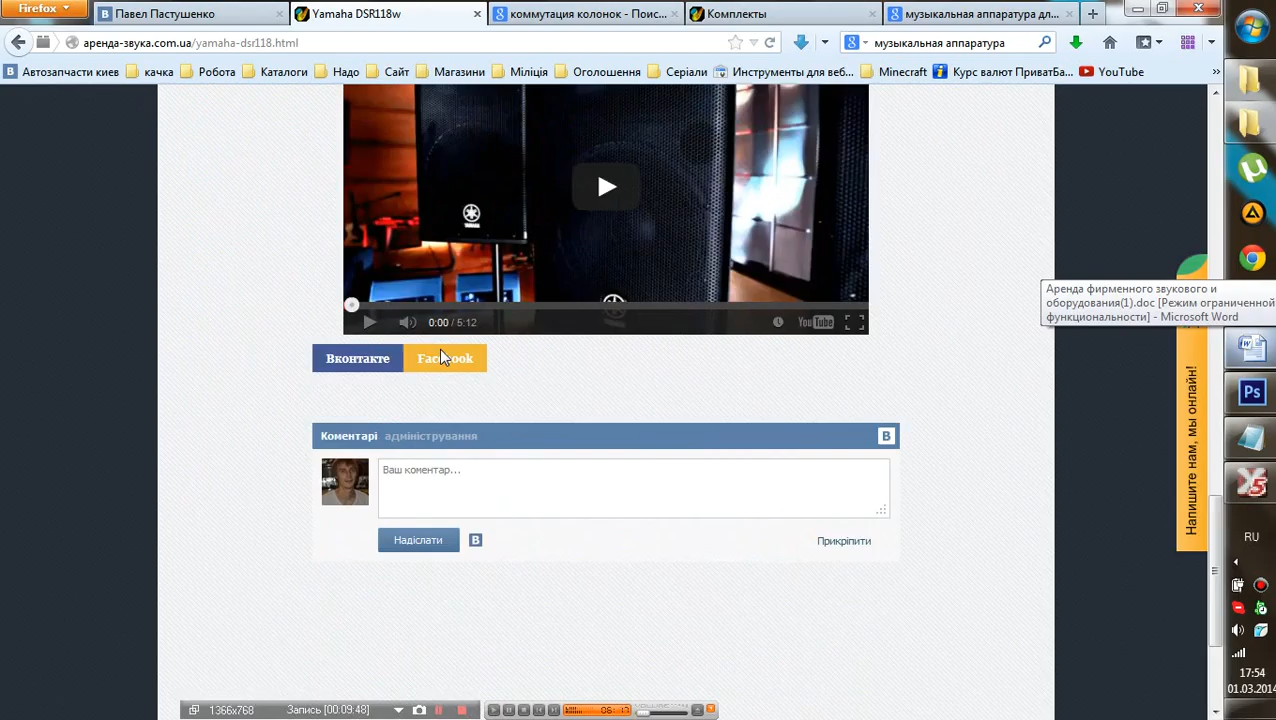 Firefox
Павел Пастушенко
Yamaha DSR118w
коммутация колонок - Поис...
Комплекты
музыкальная аппаратура дл...
аренда-звука.com.ua/yamaha-dsr118.html
музыкальная аппаратура
Автозапчасти киев
качка
Робота
Каталоги
Надо
Сайт
Магазини
Міліція
Оголошення
Серіали
Инструменты для веб...
Minecraft
Курс валют ПриватБа...
YouTube
0:00 / 5:12
YouTube
Вконтакте
Facebook
Аренда фирменного звукового и
оборудования(1).doc [Режим ограниченной
функциональности] - Microsoft Word
Напишите нам, мы онлайн!
Коментарі адміністрування
В
Ваш коментар...
Надіслати
В
Прикріпити
Ps
X5
RU
17:54
01.03.2014
1366x768
Запись [00:09:48]